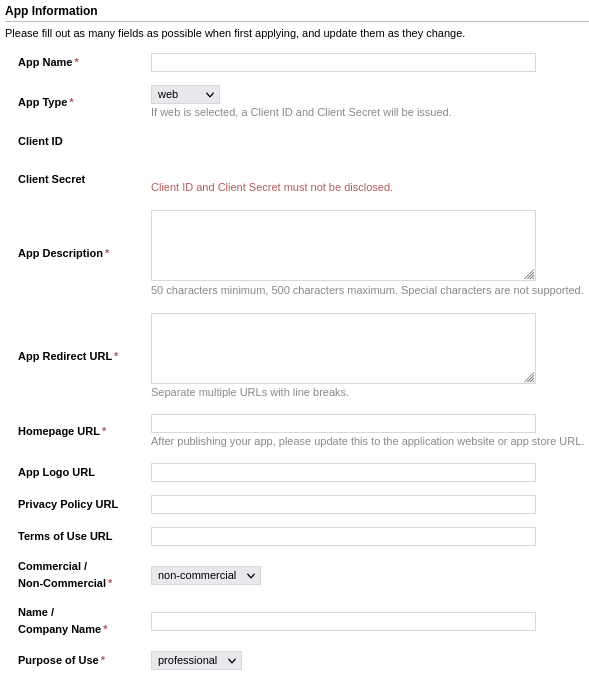 App Information
Please fill out as many fields as possible when first applying, and update them as they change.
App Name *
App Type * web
If web is selected, a Client ID and Client Secret will be issued.
Client ID
Client Secret
Client ID and Client Secret must not be disclosed.
App Description *
50 characters minimum, 500 characters maximum. Special characters are not supported.
App Redirect URL *
Separate multiple URLs with line breaks.
Homepage URL *
After publishing your app, please update this to the application website or app store URL.
App Logo URL
Privacy Policy URL
Terms of Use URL
Commercial /
Non-Commercial * non-commercial
Name /
Company Name *
Purpose of Use * professional